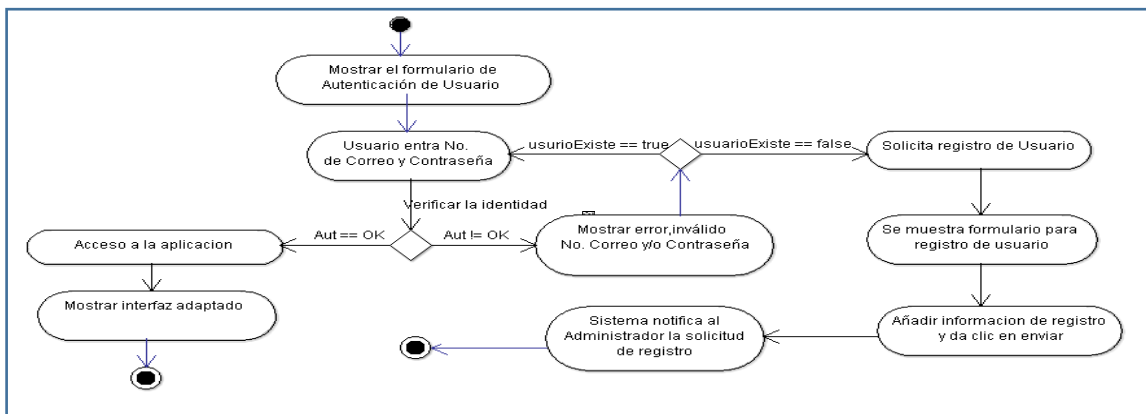 Mostrar el formulario de
Autenticación de Usuario
Usuario entra No.
de Correo y Contraseña
usurioExiste == true
usuarioExiste == false
Solicita registro de Usuario
Verificar la identidad
Aut == OK
Aut != OK
Acceso a la aplicacion
Mostrar error,inválido
No. Correo y/o Contraseña
Se muestra formulario para
registro de usuario
Mostrar interfaz adaptado
Sistema notifica al
Administrador la solicitud
de registro
Añadir informacion de registro
y da clic en enviar